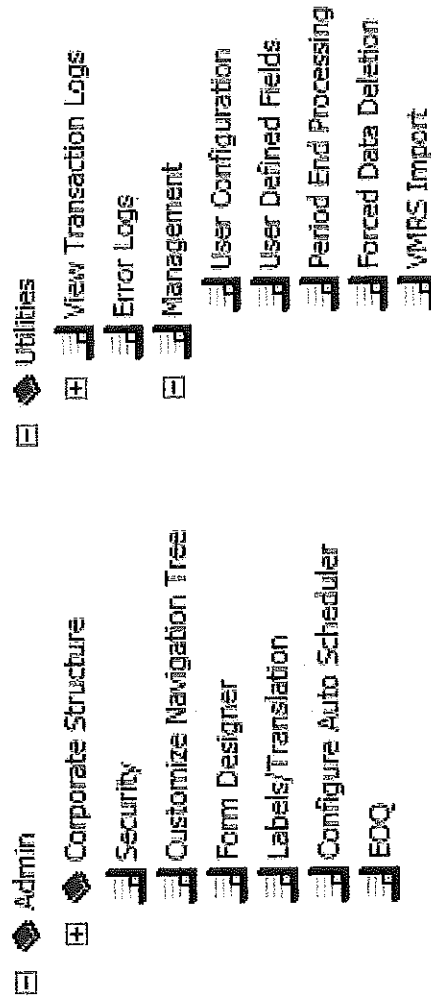 Admin
Corporate Structure
Security
Customize Navigation Tree
Form Designer
Labels/Translation
Configure Auto Scheduler
EDQ
Utilities
View Transaction Logs
Error Logs
Management
User Configuration
User Defined Fields
Period End Processing
Forced Data Deletion
VMRS Import